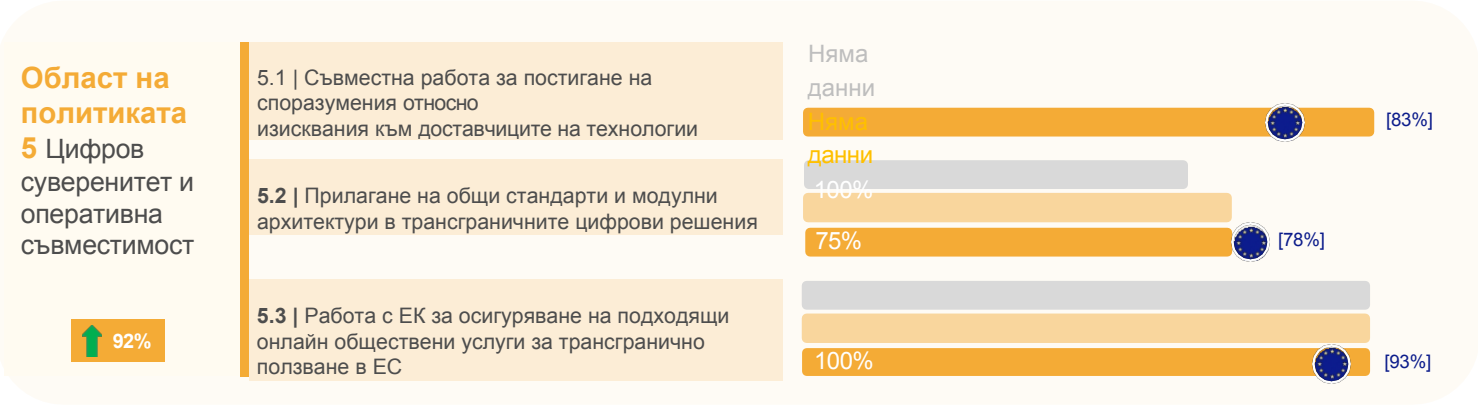 Област на
политиката
5 Цифров
суверенитет и
оперативна
съвместимост
92%
5.1 | Съвместна работа за постигане на
споразумения относно
изисквания към доставчиците на технологии
Няма
данни
Няма
данни
100%
[83%]
5.2 | Прилагане на общи стандарти и модулни
архитектури в трансграничните цифрови решения
75%
[78%]
5.3 | Работа с ЕК за осигуряване на подходящи
онлайн обществени услуги за трансгранично
ползване в ЕС
100%
[93%]